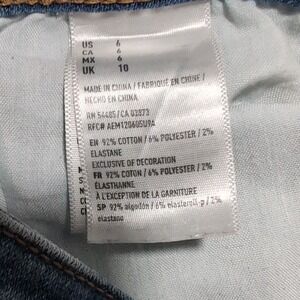 US 6
CA 6
MX 6
UK 10
MADE IN CHINA / FABRIQUÉ EN CHINE /
HECHO EN CHINA
RN 54485/CA 03873
RFC# AEM120605U9A
EN 92% COTTON / 6% POLYESTER / 2%
ELASTANE
EXCLUSIVE OF DECORATION
FR 92% COTON / 6% POLYESTER / 2%
ÉLASTHANNE
À L'EXCEPTION DE LA GARNITURE
SP 92% algodón / 6% / 2%
elastano